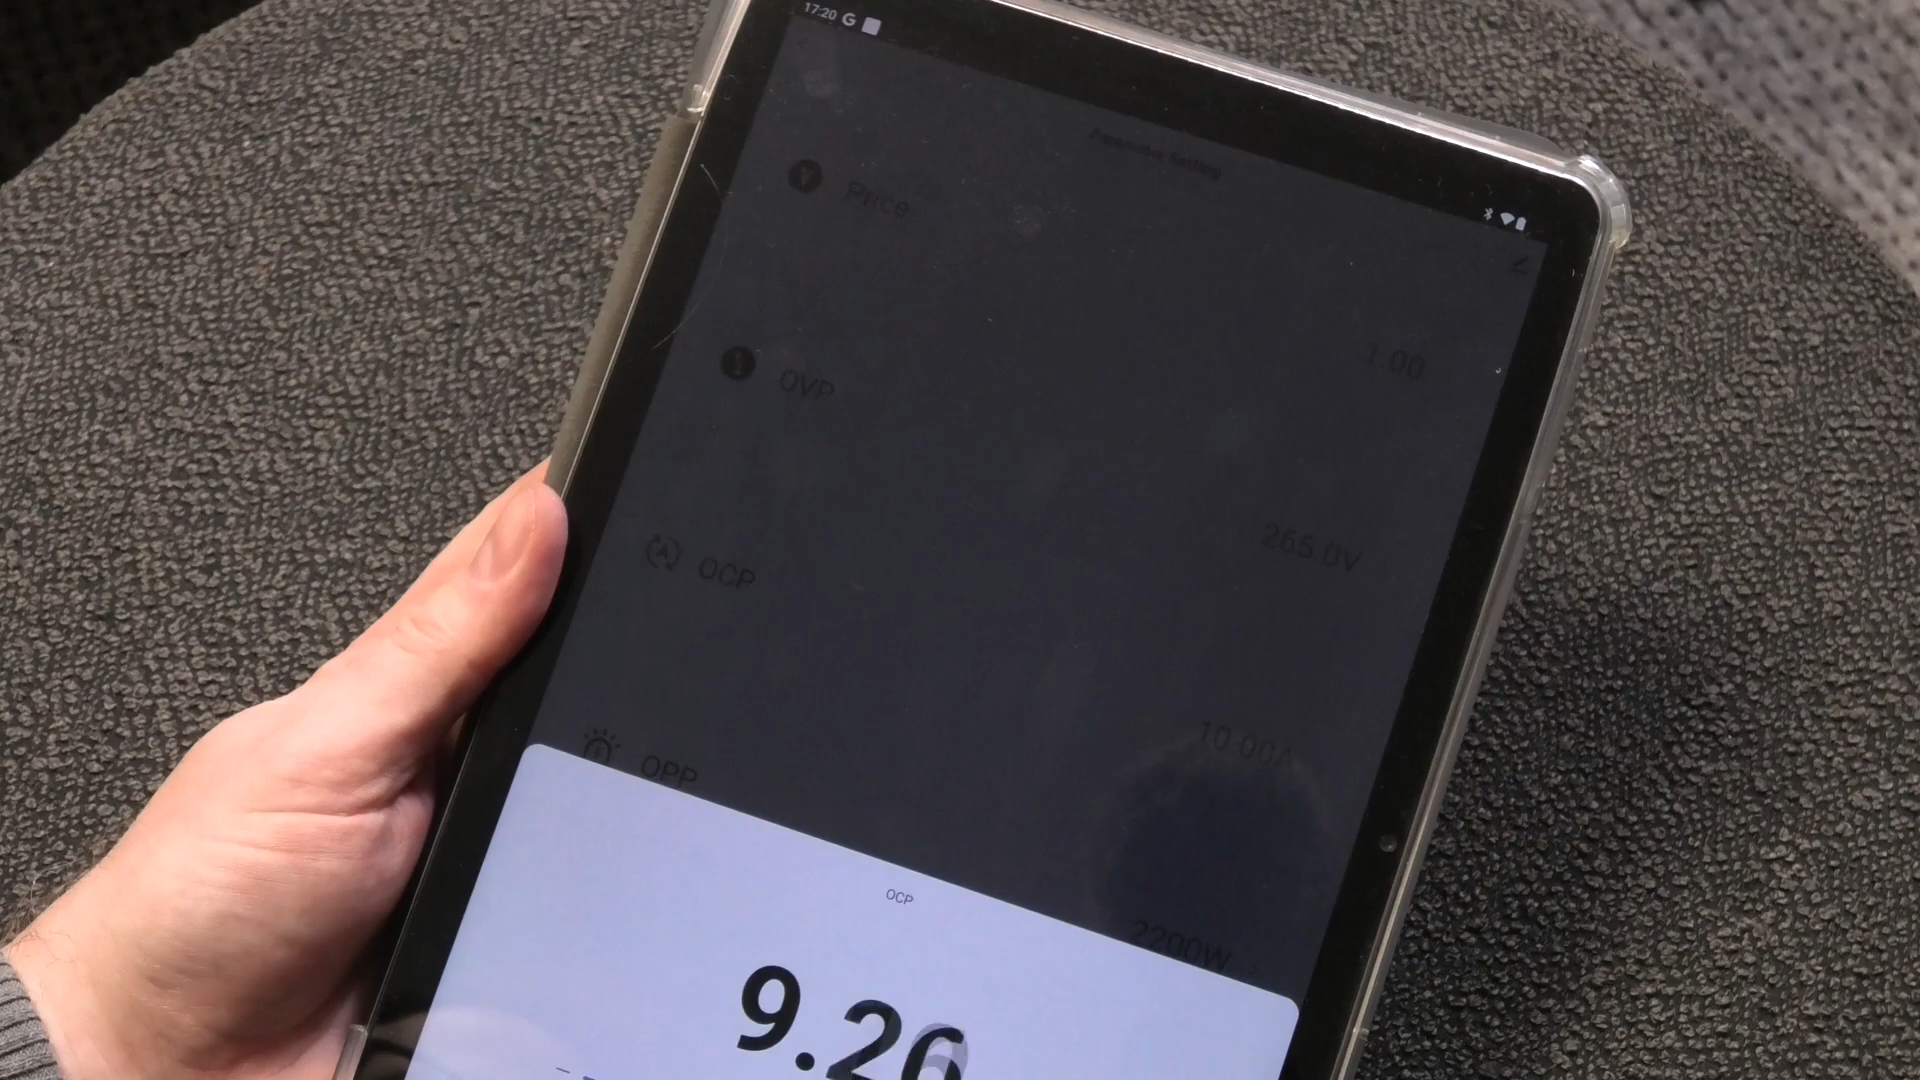 17:20 G
Parameter Setting
Price
1.00
OVP
265.0V
OCP
10.00A
OPP
2200W
OCP
9.26